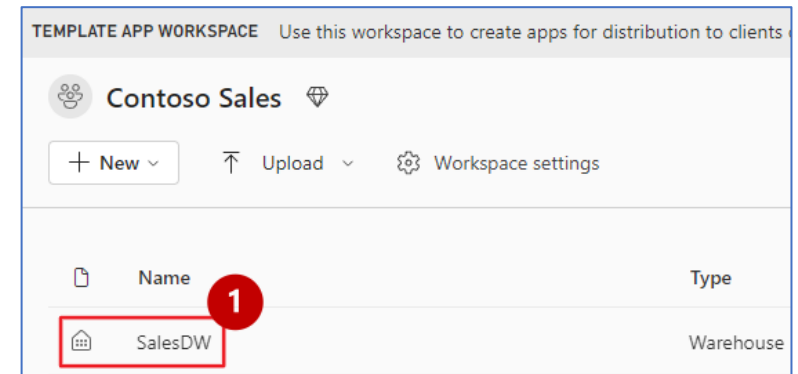 TEMPLATE APP WORKSPACE Use this workspace to create apps for distribution to clients
Contoso Sales
New Upload Workspace settings
Name Type
1
SalesDW Warehouse